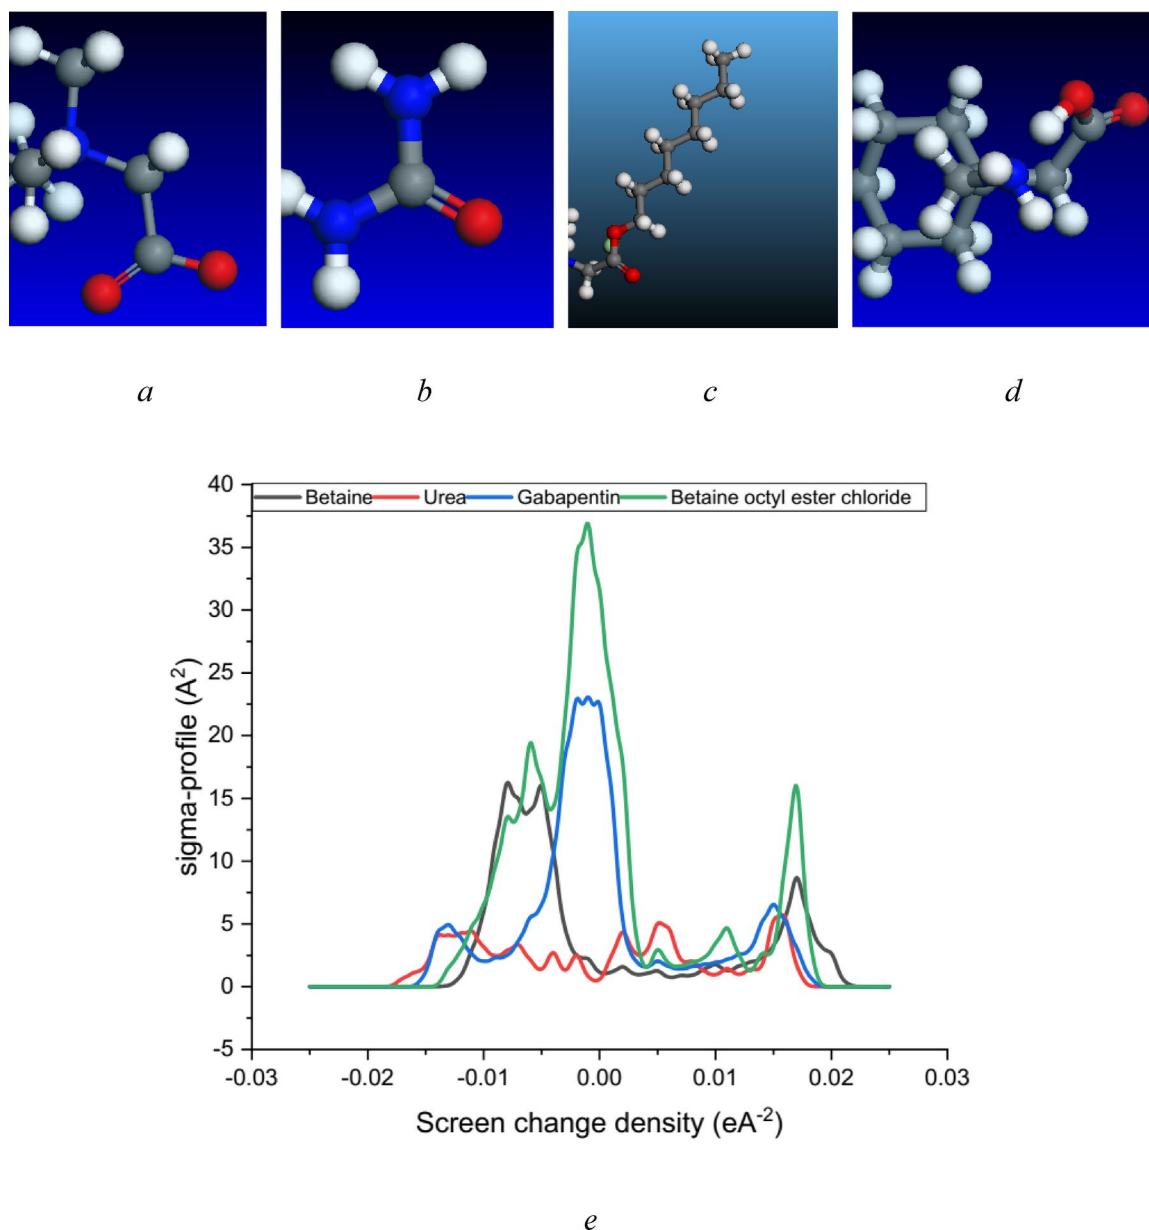 a b c d
40
Betaine Urea Gabapentin Betaine octyl ester chloride
35
30
25
20
15
10
5
0
-5
sigma-profile (A²)
-0.03 -0.02 -0.01 0.00 0.01 0.02 0.03
Screen change density (eA⁻²)
e